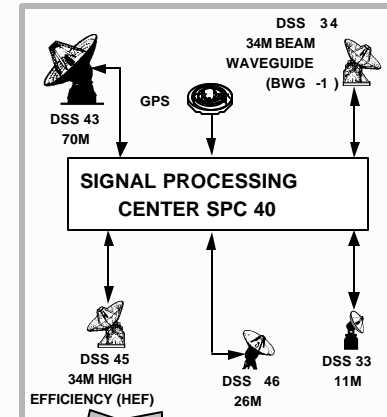 DSS 34
34M BEAM
WAVEGUIDE
(BWG -1)
GPS
DSS 43
70M
SIGNAL PROCESSING
CENTER SPC 40
DSS 45
34M HIGH
EFFICIENCY (HEF)
DSS 46
26M
DSS 33
11M